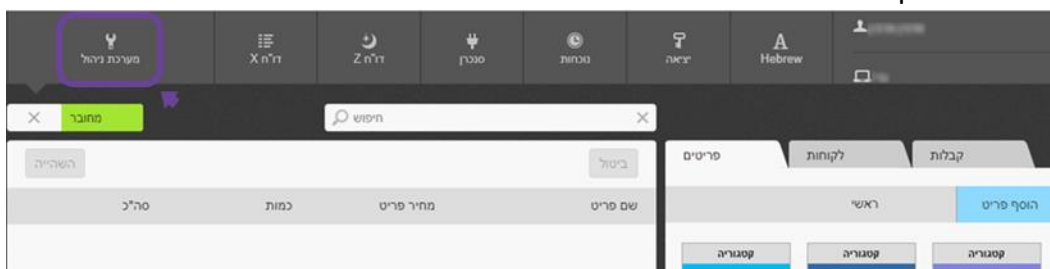 Hebrew
יציאה
נוכחות
סנכרן
דו"ח Z
דו"ח X
מערכת ניהול
מחובר
חיפוש
קבלות
לקוחות
פריטים
ביטול
השהייה
הוסף פריט
ראשי
שם פריט
מחיר פריט
כמות
סה"כ
קטגוריה
קטגוריה
קטגוריה